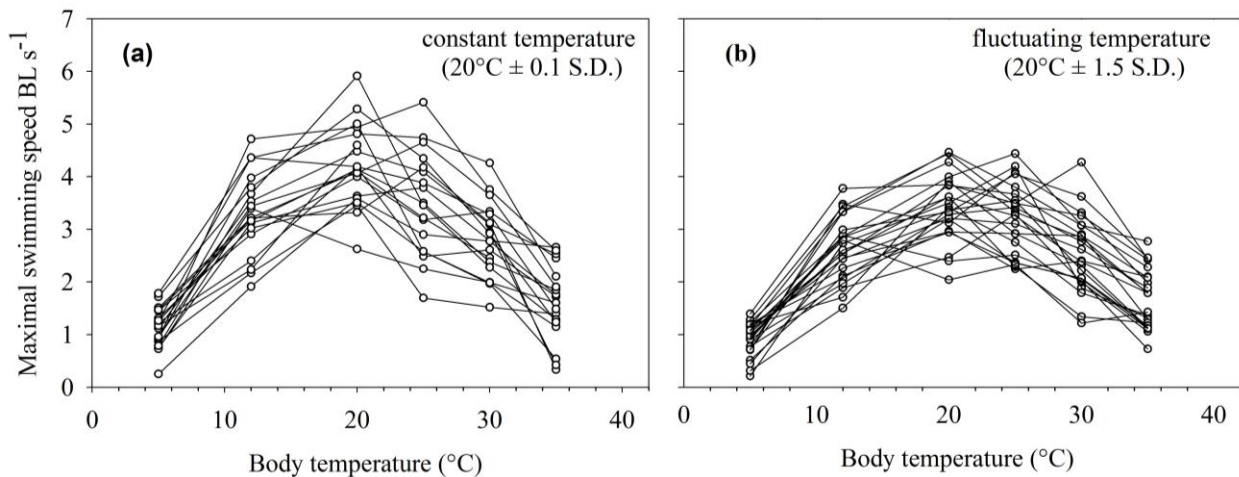 (a)
constant temperature
(20°C ± 0.1 S.D.)
(b)
fluctuating temperature
(20°C ± 1.5 S.D.)
Maximal swimming speed BL s⁻¹
7
6
5
4
3
2
1
0
0 10 20 30 40
0 10 20 30 40
Body temperature (°C)
Body temperature (°C)